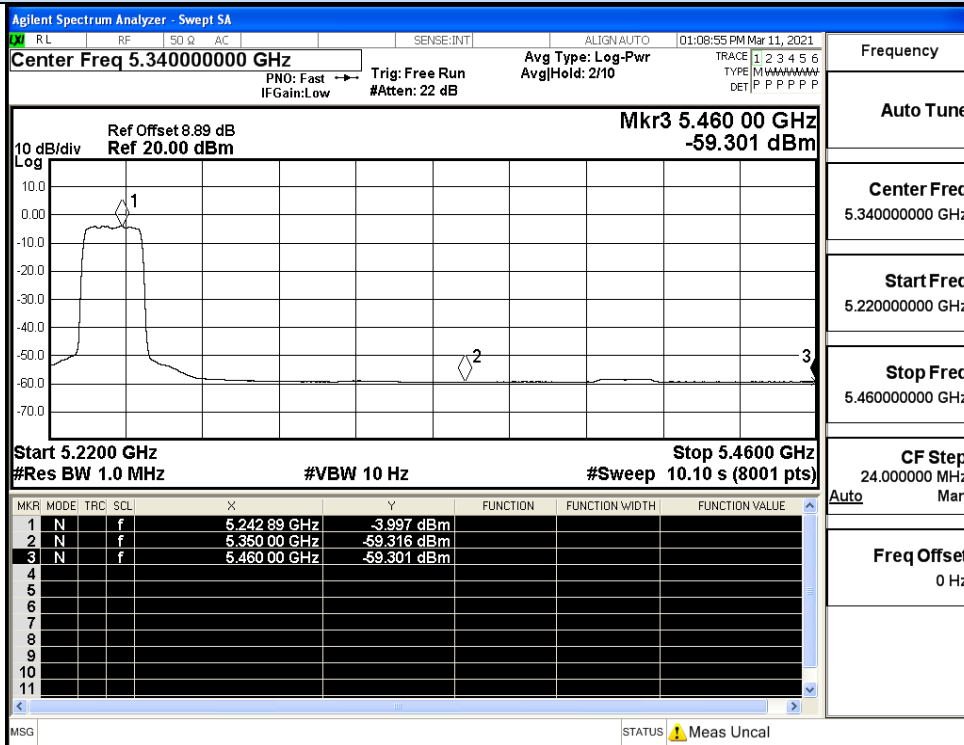 Agilent Spectrum Analyzer - Swept SA
LXI RL RF 50 Ω AC SENSE:INT ALIGNAUTO 01:08:55 PM Mar 11, 2021
Center Freq 5.340000000 GHz
PNO: Fast
IFGain:Low
Trig: Free Run
#Atten: 22 dB
Avg Type: Log-Pwr
Avg|Hold: 2/10
TRACE 1 2 3 4 5 6
TYPE M
DET P P P P P P
Mkr3 5.460 00 GHz
-59.301 dBm
Ref Offset 8.89 dB
10 dB/div Ref 20.00 dBm
Log
10.0
0.00
-10.0
-20.0
-30.0
-40.0
-50.0
-60.0
-70.0
1
2
3
Start 5.2200 GHz Stop 5.4600 GHz
#Res BW 1.0 MHz #VBW 10 Hz #Sweep 10.10 s (8001 pts)
MKR MODE TRC SCL X Y FUNCTION FUNCTION WIDTH FUNCTION VALUE
1 N f 5.242 89 GHz -3.997 dBm
2 N f 5.350 00 GHz -59.316 dBm
3 N f 5.460 00 GHz -59.301 dBm
4
5
6
7
8
9
10
11
MSG STATUS Meas Uncal
Frequency
Auto Tune
Center Freq
5.340000000 GHz
Start Freq
5.220000000 GHz
Stop Freq
5.460000000 GHz
CF Step
24.000000 MHz
Auto Man
Freq Offset
0 Hz